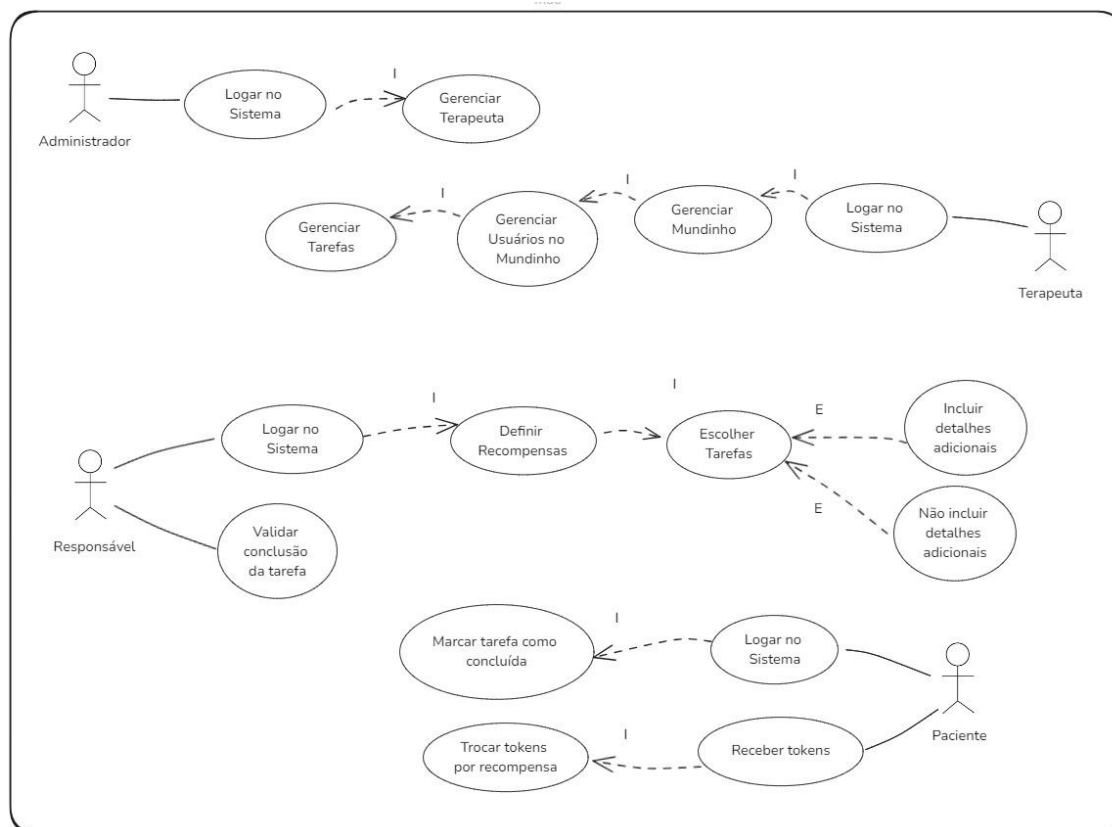 I
Logar no
Sistema
Gerenciar
Terapeuta
Administrador
I
I
I
Gerenciar
Tarefas
Gerenciar
Usuários no
Mundinho
Gerenciar
Mundinho
Logar no
Sistema
Terapeuta
I
I
E
Logar no
Sistema
Definir
Recompensas
Escolher
Tarefas
Incluir
detalhes
adicionais
E
Não incluir
detalhes
adicionais
Responsável
Validar
conclusão
da tarefa
I
Marcar tarefa como
concluída
Logar no
Sistema
I
Trocar tokens
por recompensa
Receber tokens
Paciente